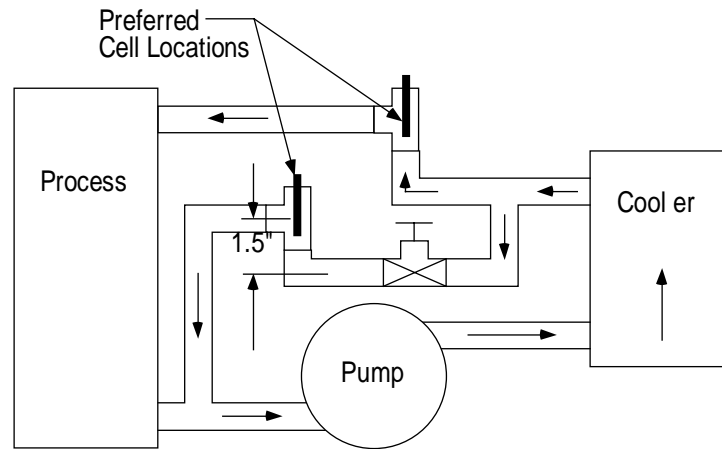 Preferred
Cell Locations
Process
Cool er
1.5"
Pump